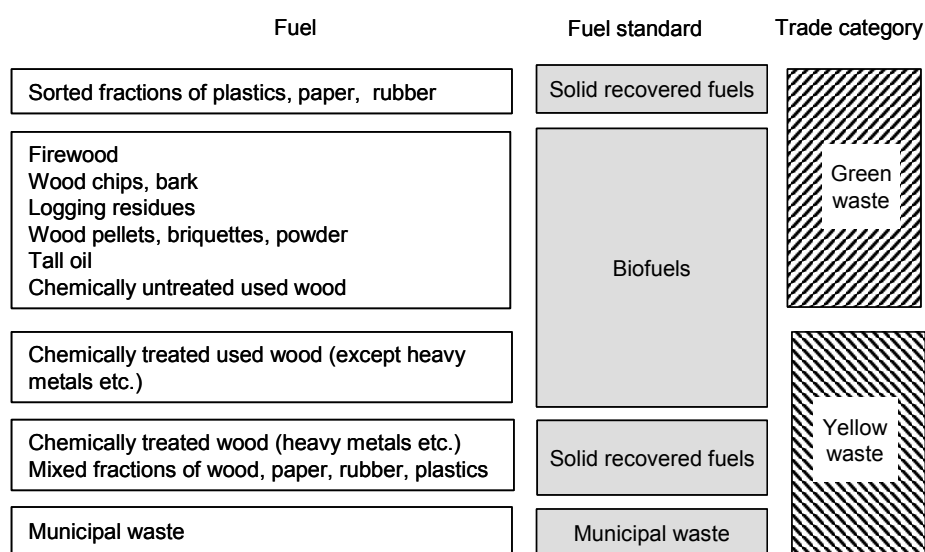 Fuel
Fuel standard
Trade category
Sorted fractions of plastics, paper, rubber
Solid recovered fuels
Firewood
Wood chips, bark
Logging residues
Wood pellets, briquettes, powder
Tall oil
Chemically untreated used wood
Biofuels
Green
waste
Chemically treated used wood (except heavy
metals etc.)
Chemically treated wood (heavy metals etc.)
Mixed fractions of wood, paper, rubber, plastics
Solid recovered fuels
Yellow
waste
Municipal waste
Municipal waste